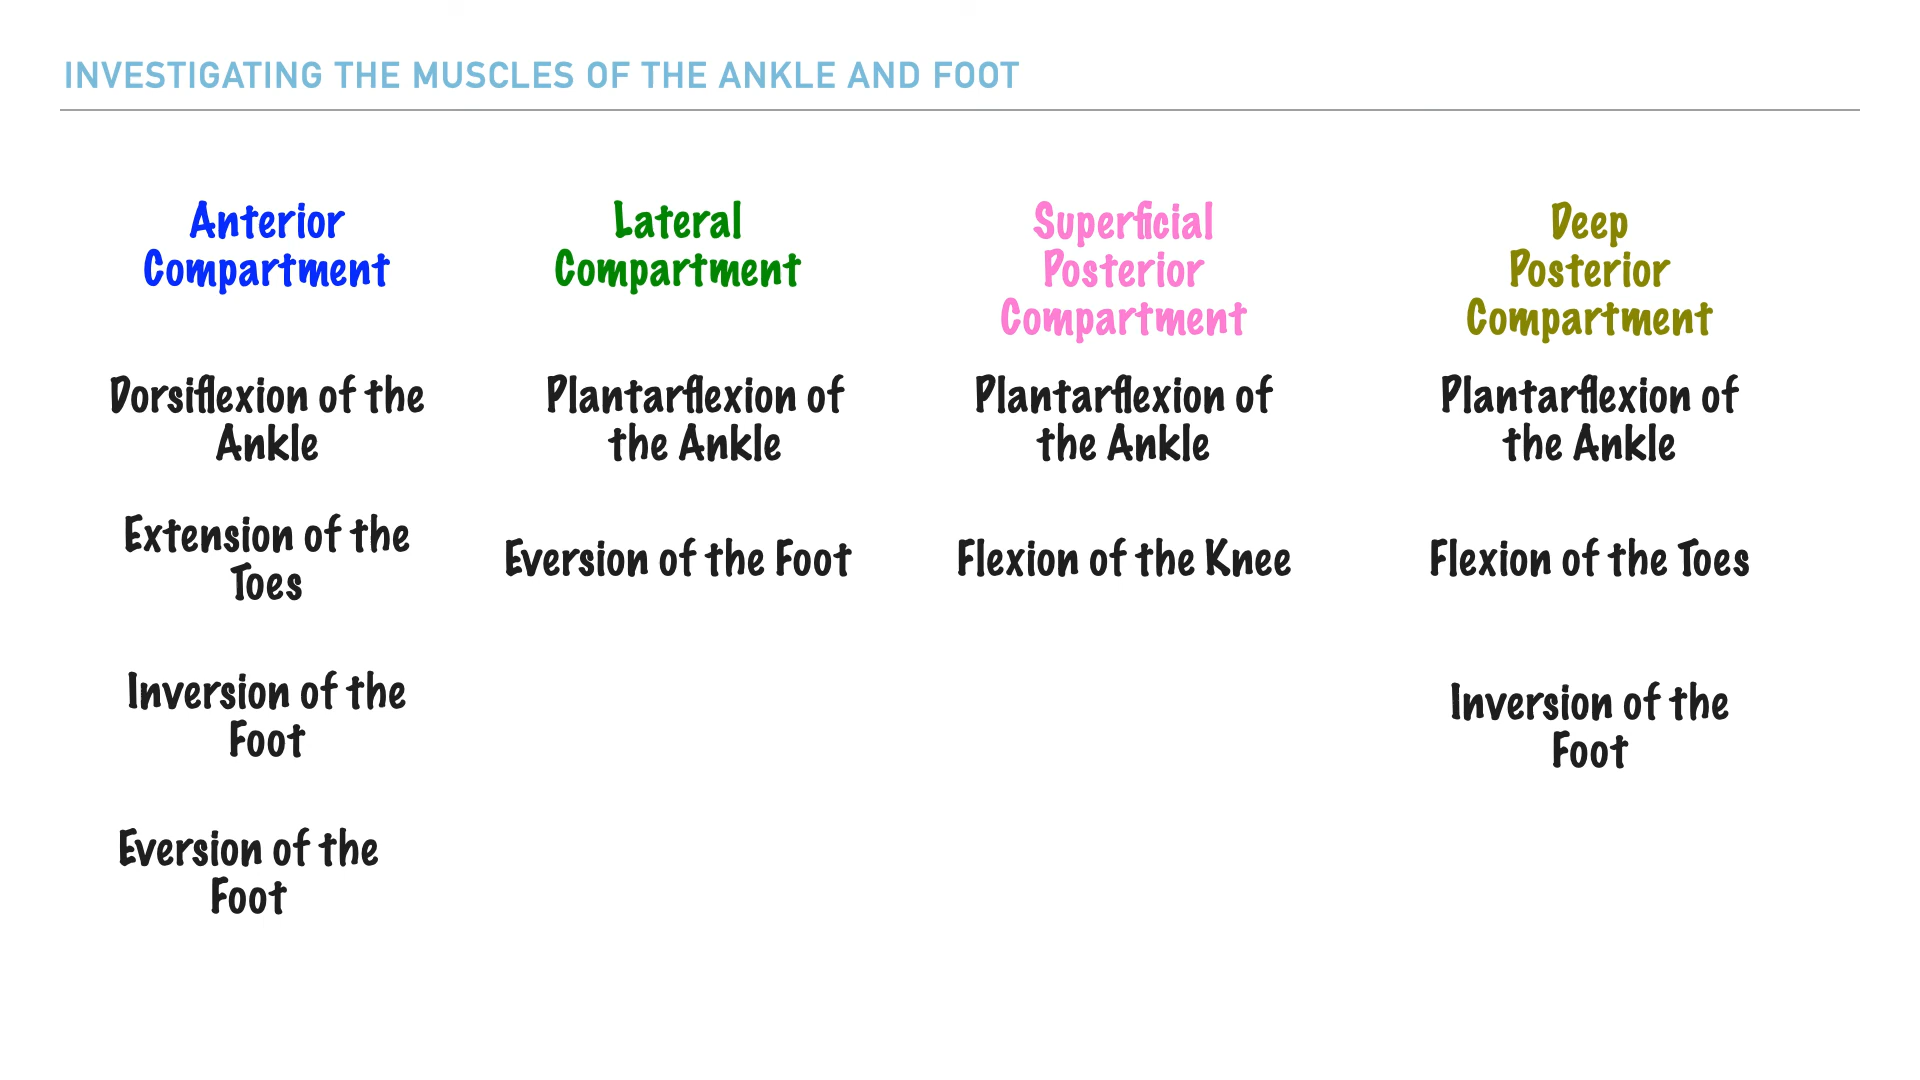 INVESTIGATING THE MUSCLES OF THE ANKLE AND FOOT
Anterior
Compartment
Dorsiflexion of the
Ankle
Extension of the
Toes
Inversion of the
Foot
Eversion of the
Foot
Lateral
Compartment
Plantarflexion of
the Ankle
Eversion of the Foot
Superficial
Posterior
Compartment
Plantarflexion of
the Ankle
Flexion of the Knee
Deep
Posterior
Compartment
Plantarflexion of
the Ankle
Flexion of the Toes
Inversion of the
Foot